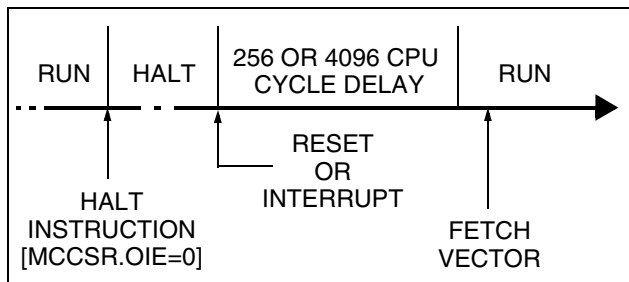 RUN
HALT
256 OR 4096 CPU
CYCLE DELAY
RUN
RESET
OR
INTERRUPT
HALT
INSTRUCTION
[MCCSR.OIE=0]
FETCH
VECTOR